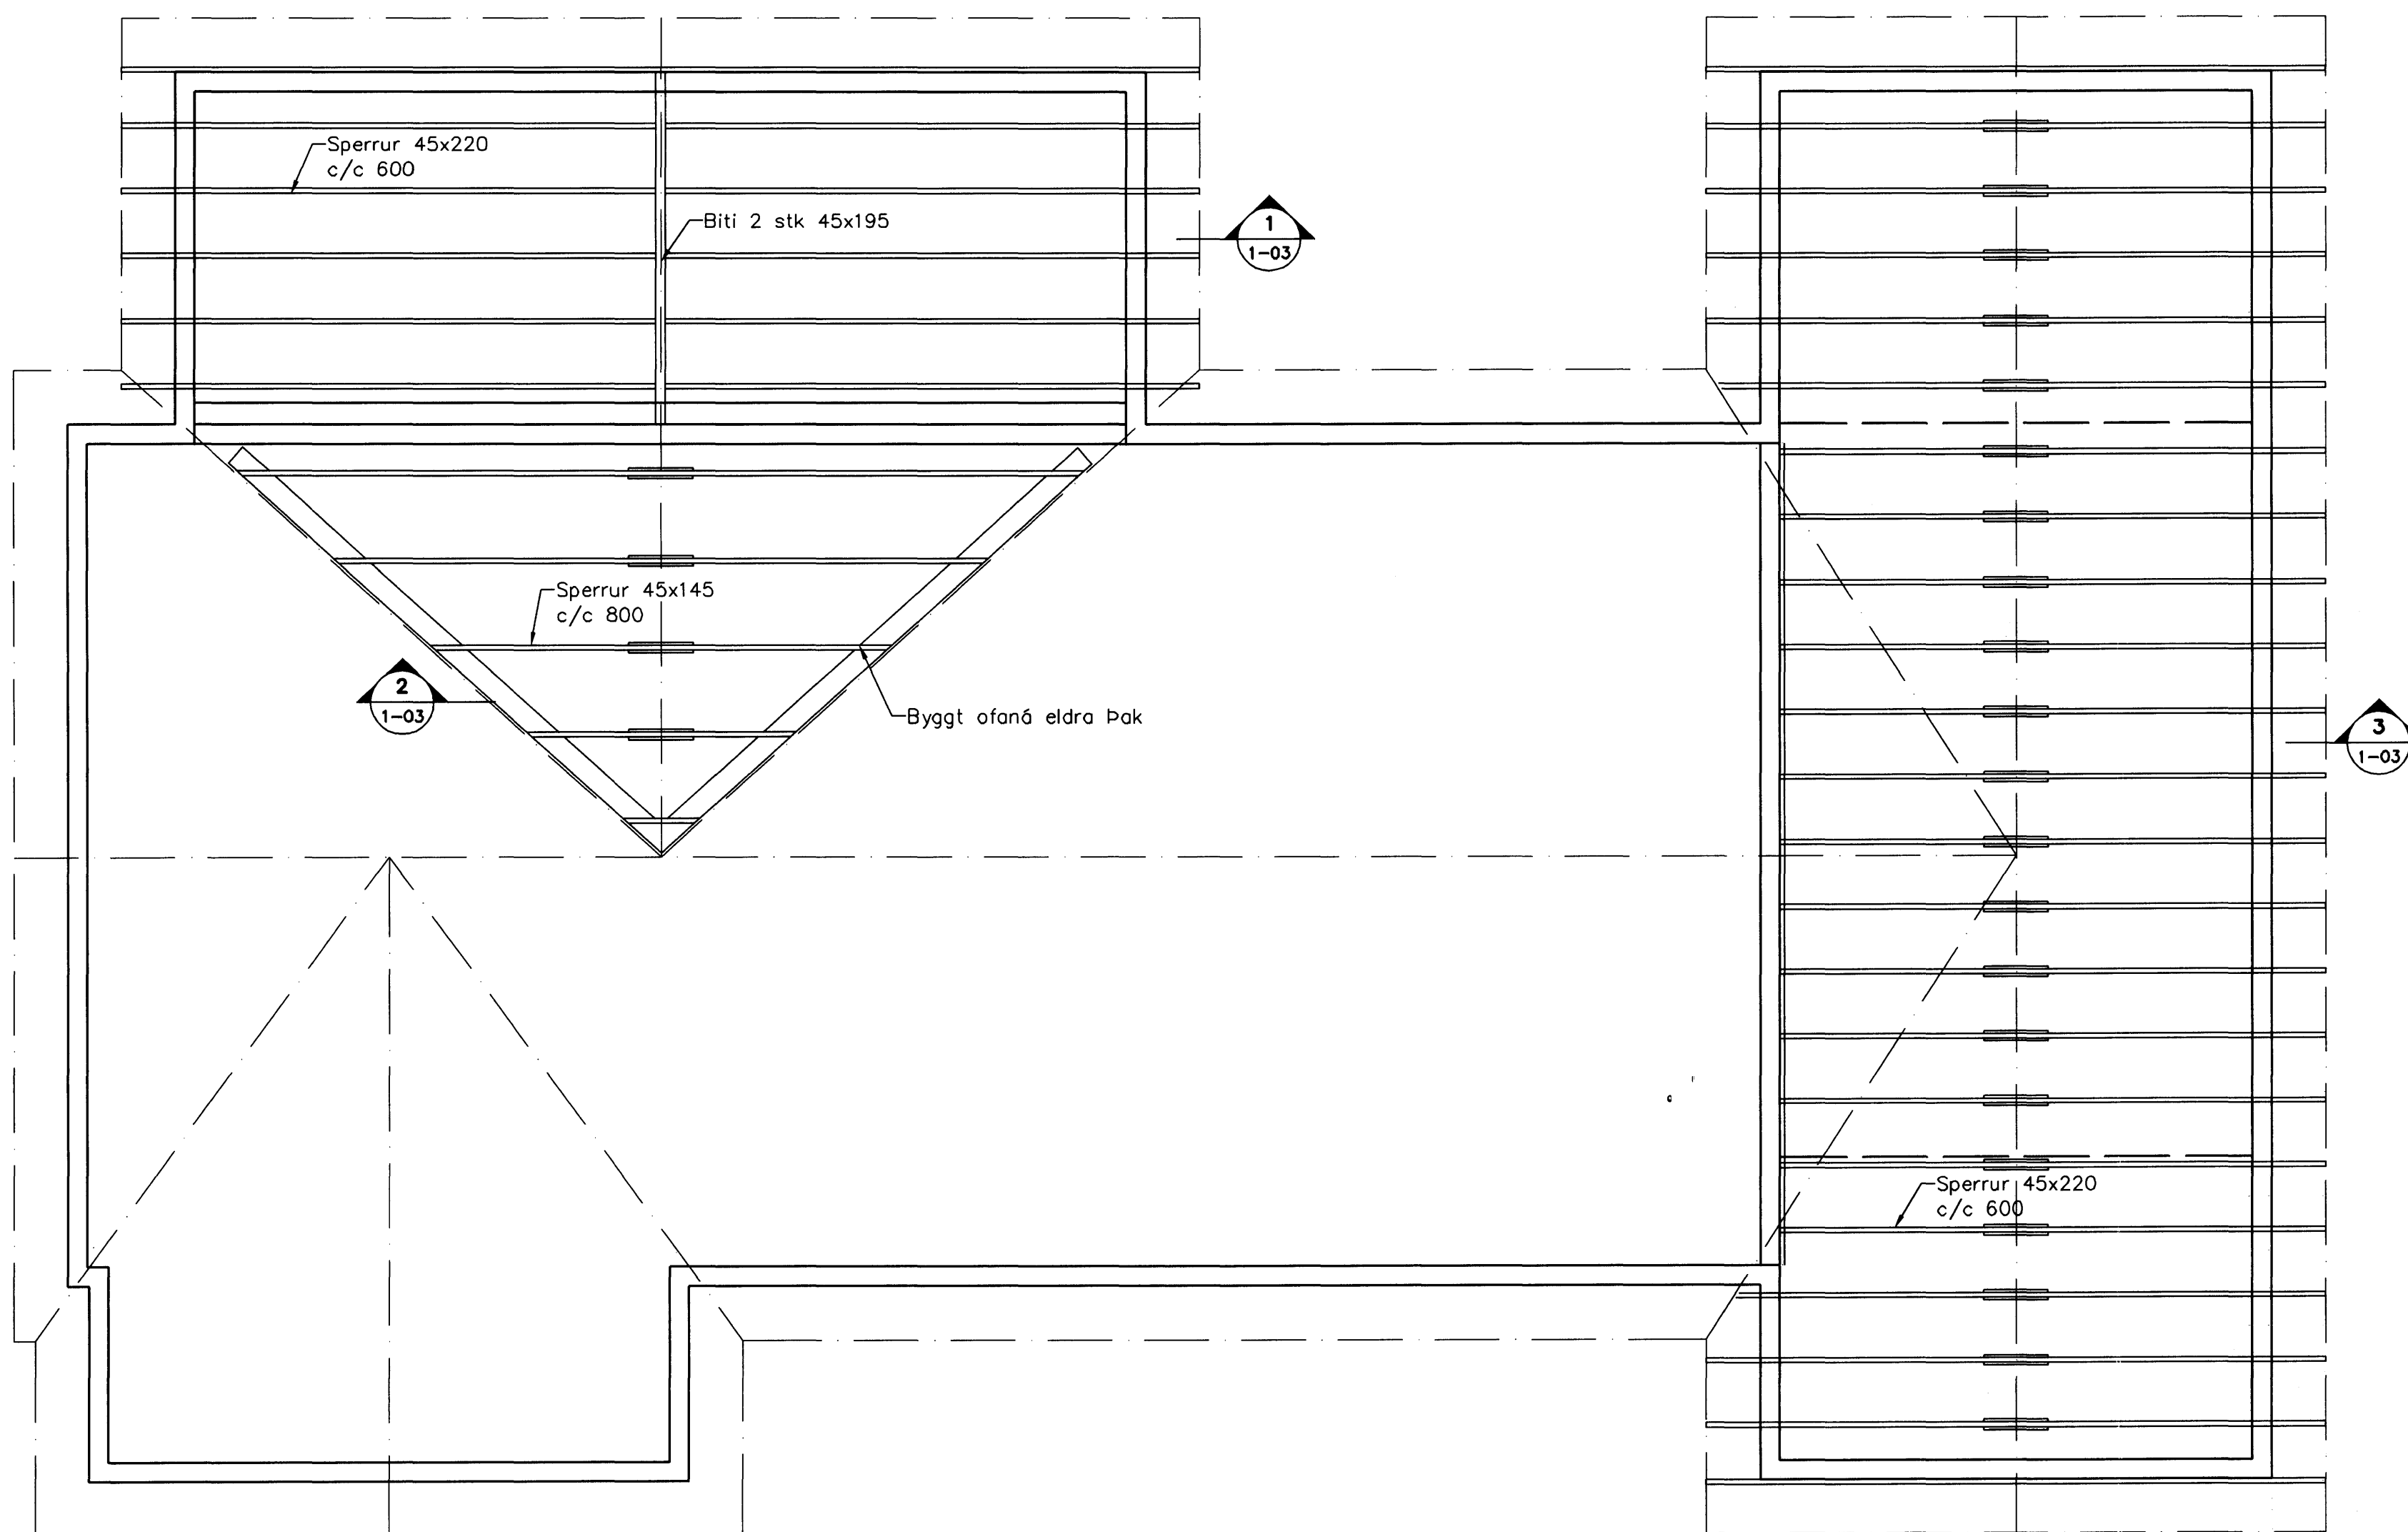 Sperrur 45x220
c/c 600
Biti 2 stk 45x195
1
1-03
Sperrur 45x145
c/c 800
2
1-03
Byggt ofaná eldra Þak
3
1-03
Sperrur 45x220
c/c 600